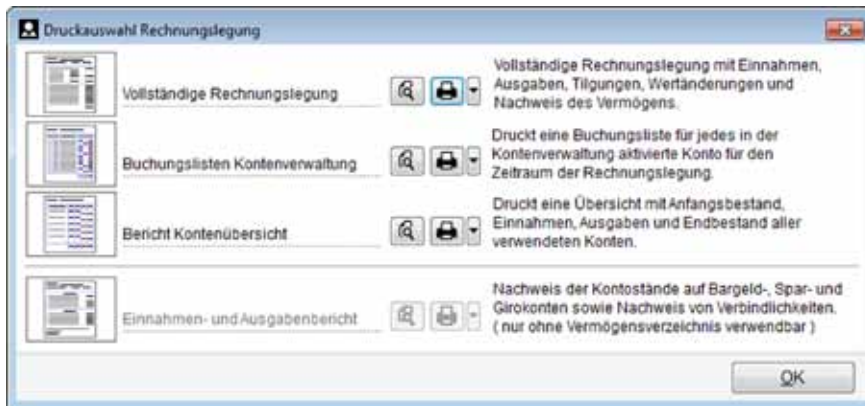 Druckauswahl Rechnungslegung
Vollständige Rechnungslegung
Vollständige Rechnungslegung mit Einnahmen,
Ausgaben, Tilgungen, Wertänderungen und
Nachweis des Vermögens.
Buchungslisten Kontenverwaltung
Druckt eine Buchungsliste für jedes in der
Kontenverwaltung aktivierte Konto für den
Zeitraum der Rechnungslegung.
Bericht Kontenübersicht
Druckt eine Übersicht mit Anfangsbestand,
Einnahmen, Ausgaben und Endbestand aller
verwendeten Konten.
Einnahmen- und Ausgabenbericht
Nachweis der Kontostände auf Bargeld-, Spar- und
Girokonten sowie Nachweis von Verbindlichkeiten.
( nur ohne Vermögensverzeichnis verwendbar )
OK